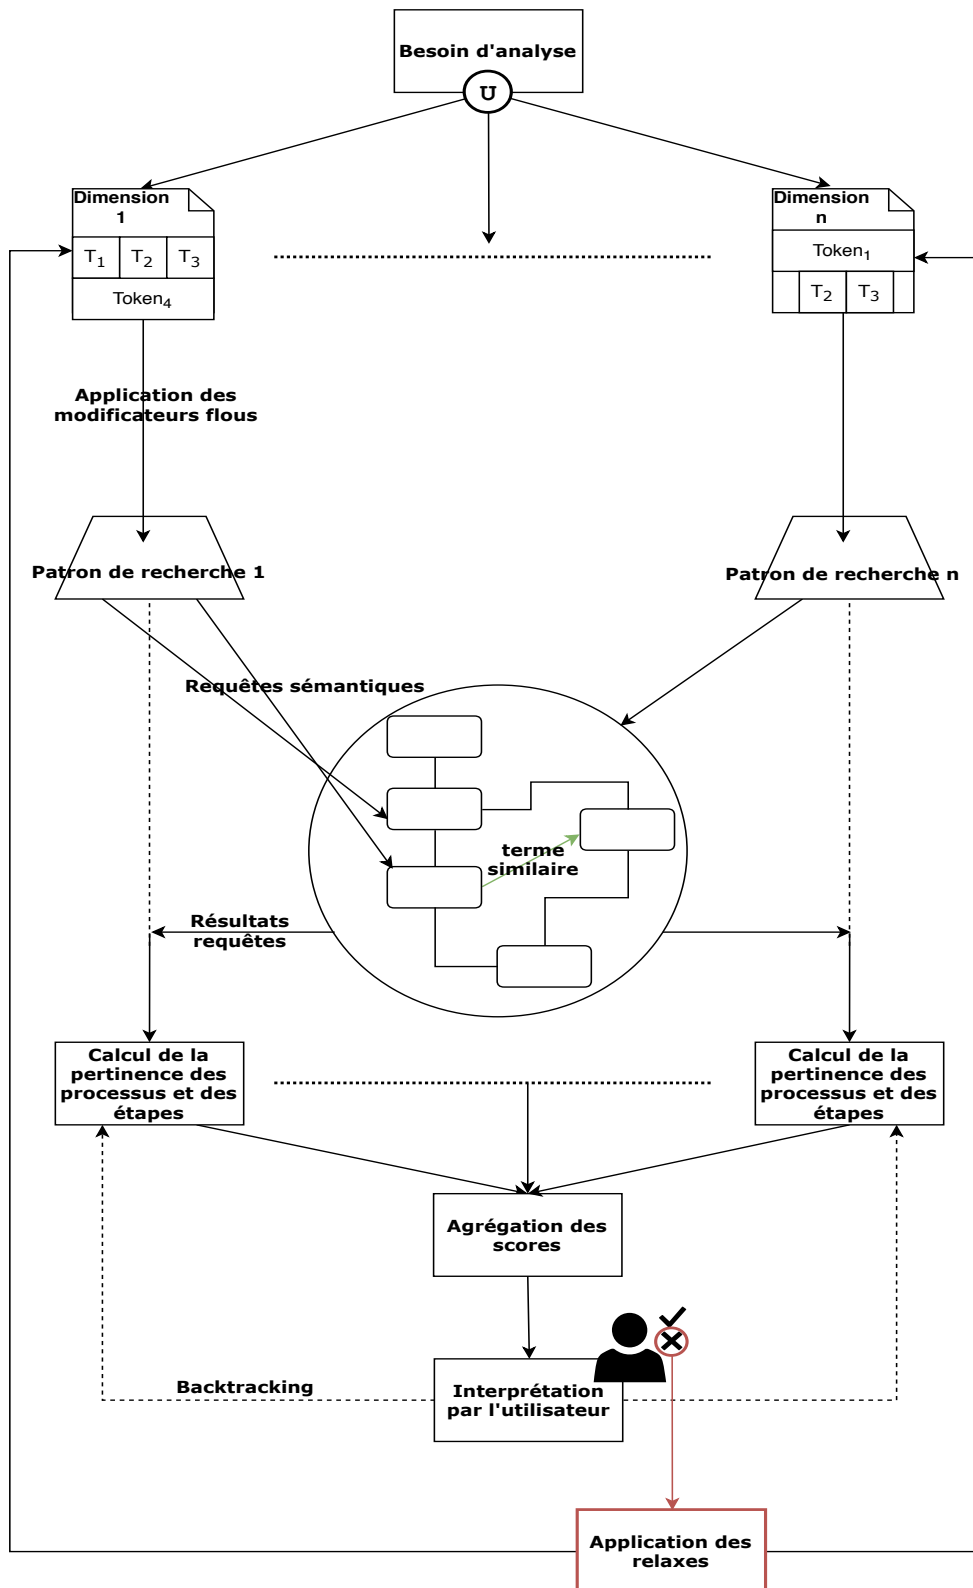 Besoin d'analyse
U
Dimension
1
T1 T2 T3
Token4
Dimension
n
Token1
T2 T3
Application des
modificateurs flous
Patron de recherche 1
Patron de recherche n
Requêtes sémantiques
terme
similaire
Résultats
requêtes
Calcul de la
pertinence des
processus et des
étapes
Calcul de la
pertinence des
processus et des
étapes
Agrégation des
scores
Backtracking
Interprétation
par l'utilisateur
Application des
relaxes